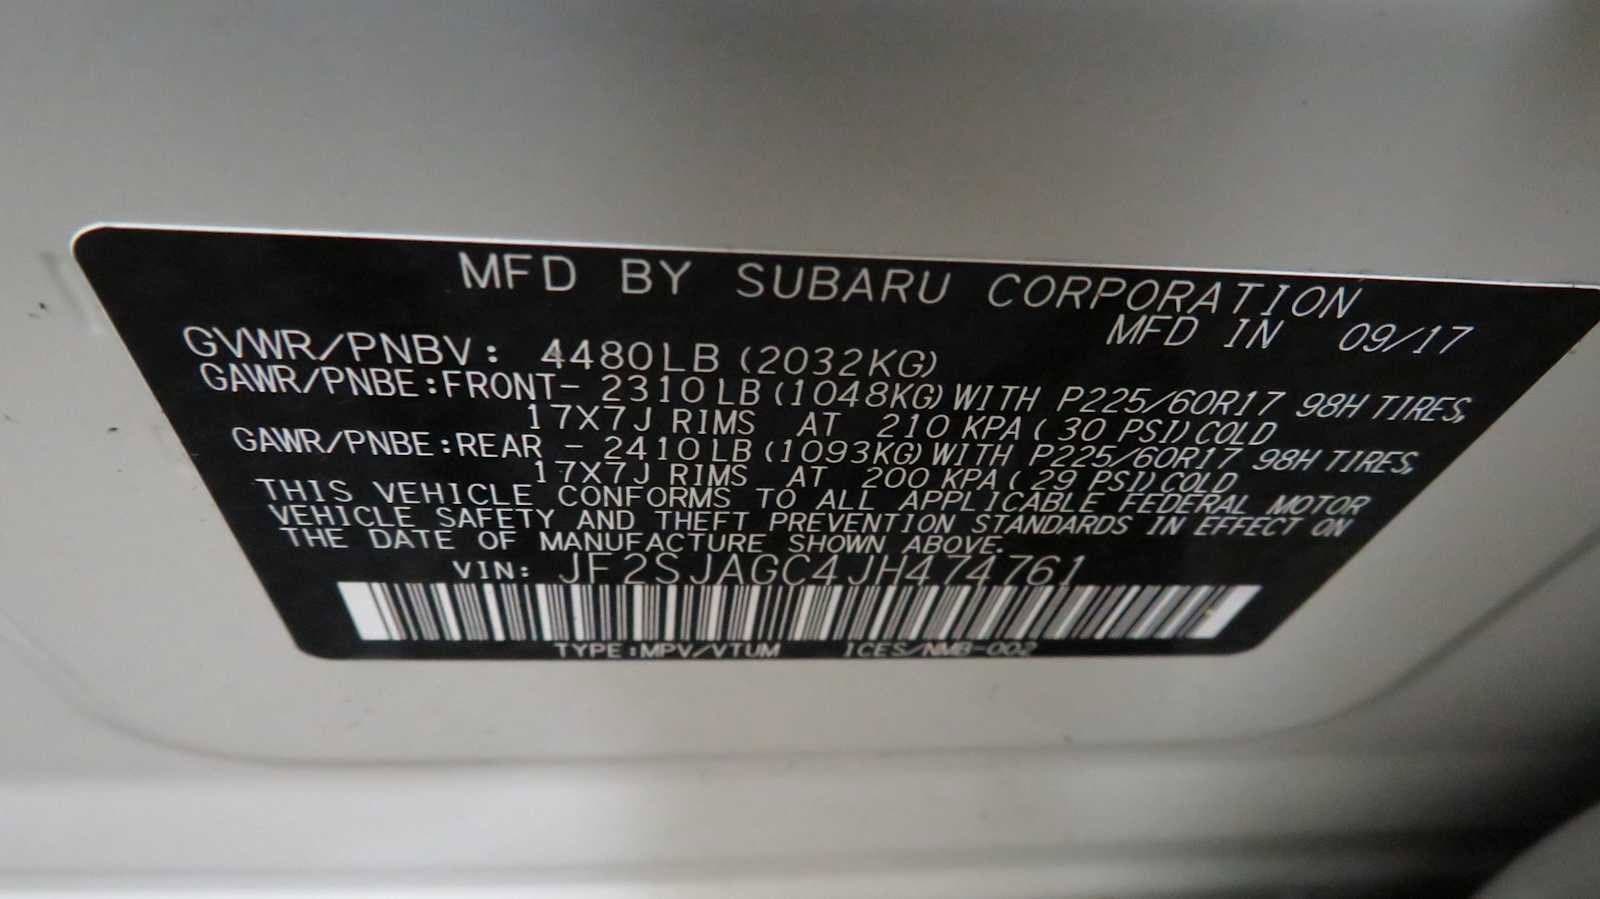 MFD BY SUBARU CORPORATION
MFD IN 09/17
GVWR/PNBV: 4480LB (2032KG)
GAWR/PNBE:FRONT- 2310LB (1048KG) WITH P225/60R17 98H TIRES,
17X7J RIMS AT 210 KPA ( 30 PSI) COLD
GAWR/PNBE:REAR - 2410LB (1093KG) WITH P225/60R17 98H TIRES,
17X7J RIMS AT 200 KPA ( 29 PSI) COLD
THIS VEHICLE CONFORMS TO ALL APPLICABLE FEDERAL MOTOR
VEHICLE SAFETY AND THEFT PREVENTION STANDARDS IN EFFECT ON
THE DATE OF MANUFACTURE SHOWN ABOVE.
VIN: JF2SJAGC4JH474761
TYPE:MPV/VTUM ICES/NMB-002